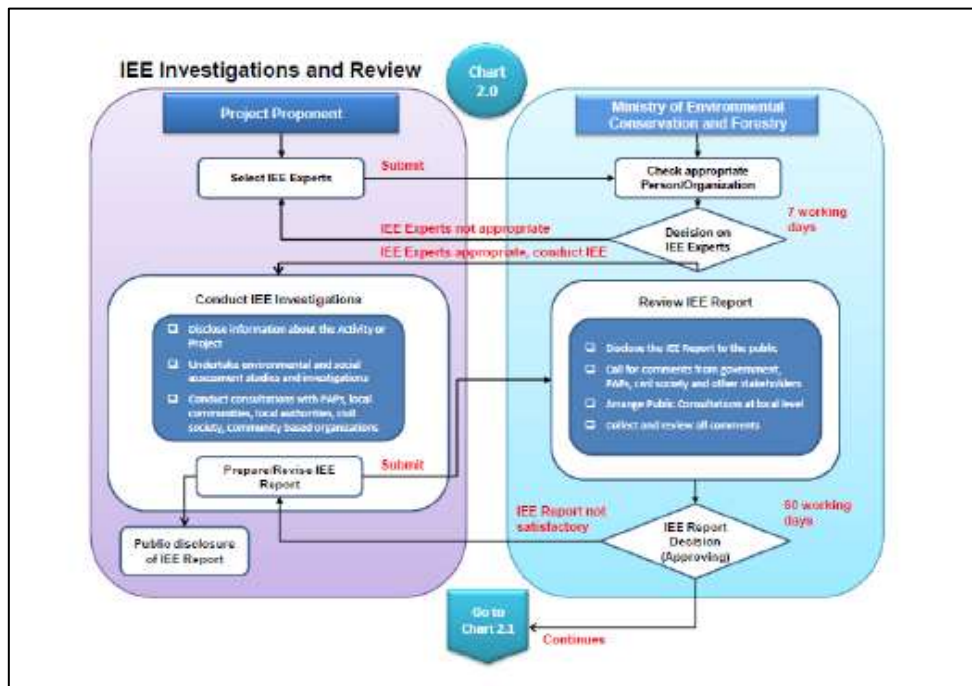 IEE Investigations and Review
Chart
2.0
Project Proponent
Ministry of Environmental
Conservation and Forestry
Select IEE Experts
Submit
Check appropriate
Person/Organization
7 working
days
Decision on
IEE Experts
IEE Experts not appropriate
IEE Experts appropriate, conduct IEE
Conduct IEE Investigations
Disclose information about the Activity or
Project
Undertake environmental and social
assessment studies and investigations
Conduct consultations with PAPs, local
communities, local authorities, civil
society, community based organizations
Prepare/Revise IEE
Report
Submit
Public disclosure
of IEE Report
Review IEE Report
Disclose the IEE Report to the public
Call for comments from government,
PAPs, civil society and other stakeholders
Arrange Public Consultations at local level
Collect and review all comments
60 working
days
IEE Report not
satisfactory
IEE Report
Decision
(Approving)
Go to
Chart 2.1
Continues